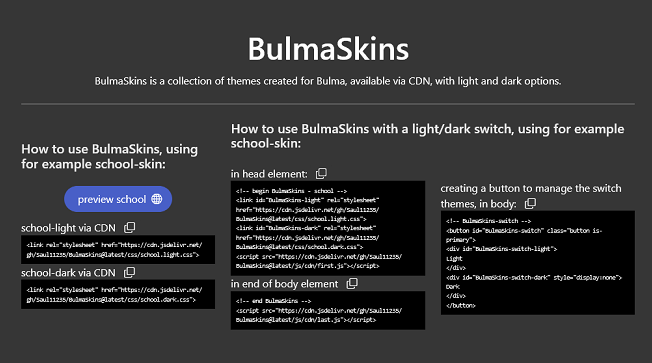 BulmaSkins
BulmaSkins is a collection of themes created for Bulma, available via CDN, with light and dark options.
How to use BulmaSkins, using
for example school-skin:
preview school
school-light via CDN
<link rel="stylesheet" href="https://cdn.jsdelivr.net/
gh/Saul11235/BulmaSkins@latest/css/school.light.css">
school-dark via CDN
<link rel="stylesheet" href="https://cdn.jsdelivr.net/
gh/Saul11235/BulmaSkins@latest/css/school.dark.css">
How to use BulmaSkins with a light/dark switch, using for example
school-skin:
in head element:
<!-- begin BulmaSkins - school -->
<link id="BulmaSkins-light" rel="stylesheet"
href="https://cdn.jsdelivr.net/gh/Saul11235/
BulmaSkins@latest/css/school.light.css">
<link id="BulmaSkins-dark" rel="stylesheet"
href="https://cdn.jsdelivr.net/gh/Saul11235/
BulmaSkins@latest/css/school.dark.css">
<script src="https://cdn.jsdelivr.net/gh/Saul11235/
BulmaSkins@latest/js/cdn/first.js"></script>
in end of body element
<!-- end BulmaSkins -->
<script src="https://cdn.jsdelivr.net/gh/Saul11235/
BulmaSkins@latest/js/cdn/last.js"></script>
creating a button to manage the switch
themes, in body:
<!-- BulmaSkins-switch -->
<button id="BulmaSkins-switch" class="button is-
primary">
<div id="BulmaSkins-switch-light">
Light
</div>
<div id="BulmaSkins-switch-dark" style="display:none">
Dark
</div>
</button>